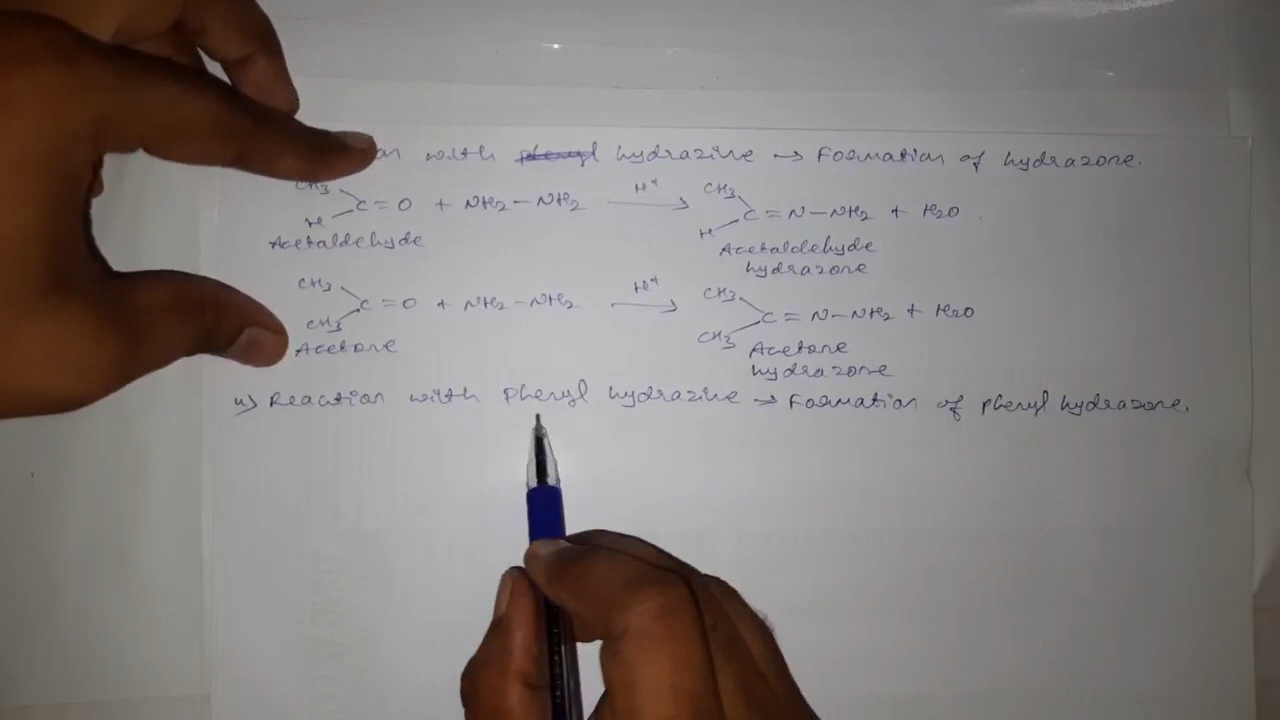 with hydrazine → Formation of hydrazone.
CH3
H C=O + NH2-NH2 H+ → CH3 H C=N-NH2 + H2O
Acetaldehyde Acetaldehyde
hydrazone
CH3
CH3 C=O + NH2-NH2 H+ → CH3 CH3 C=N-NH2 + H2O
Acetone Acetone
hydrazone
4) Reaction with phenyl hydrazine → Formation of phenyl hydrazone.